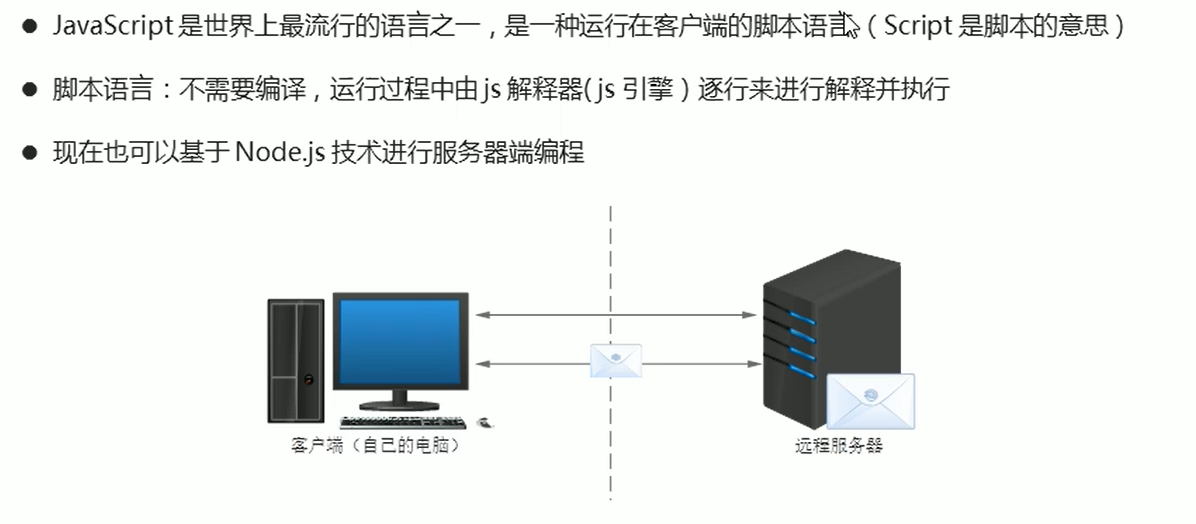 ● JavaScript 是世界上最流行的语言之一，是一种运行在客户端的脚本语言（Script 是脚本的意思）
● 脚本语言：不需要编译，运行过程中由 js 解释器( js 引擎）逐行来进行解释并执行
● 现在也可以基于 Node.js 技术进行服务器端编程
客户端（自己的电脑）
远程服务器